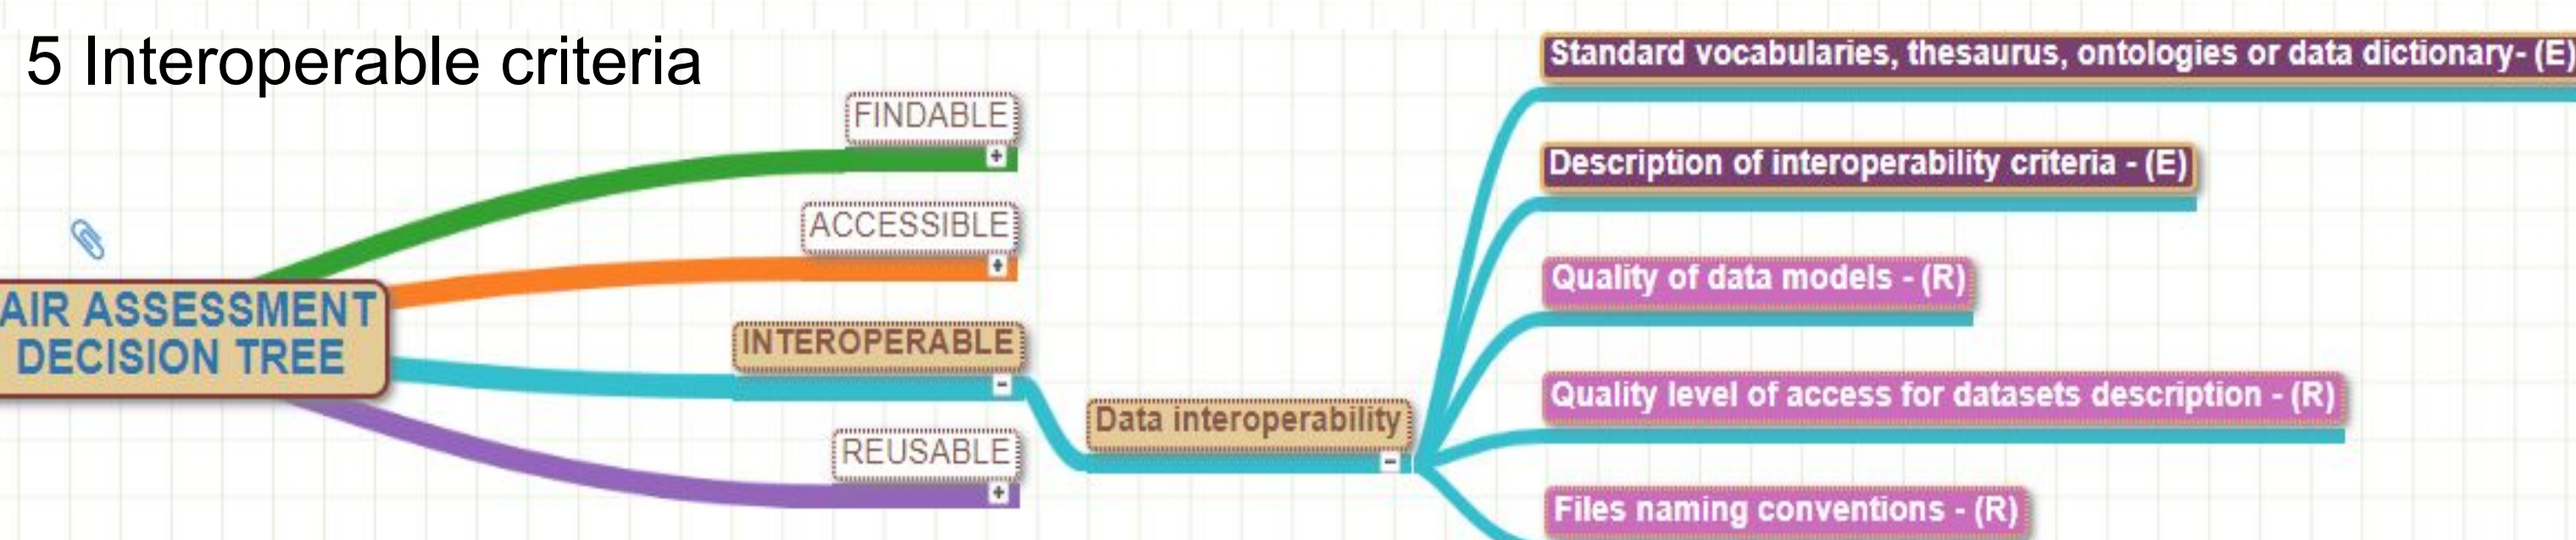 5 Interoperable criteria
FINDABLE
ACCESSIBLE
AIR ASSESSMENT
DECISION TREE
INTEROPERABLE
REUSABLE
Data interoperability
Standard vocabularies, thesaurus, ontologies or data dictionary- (E)
Description of interoperability criteria - (E)
Quality of data models - (R)
Quality level of access for datasets description - (R)
Files naming conventions - (R)